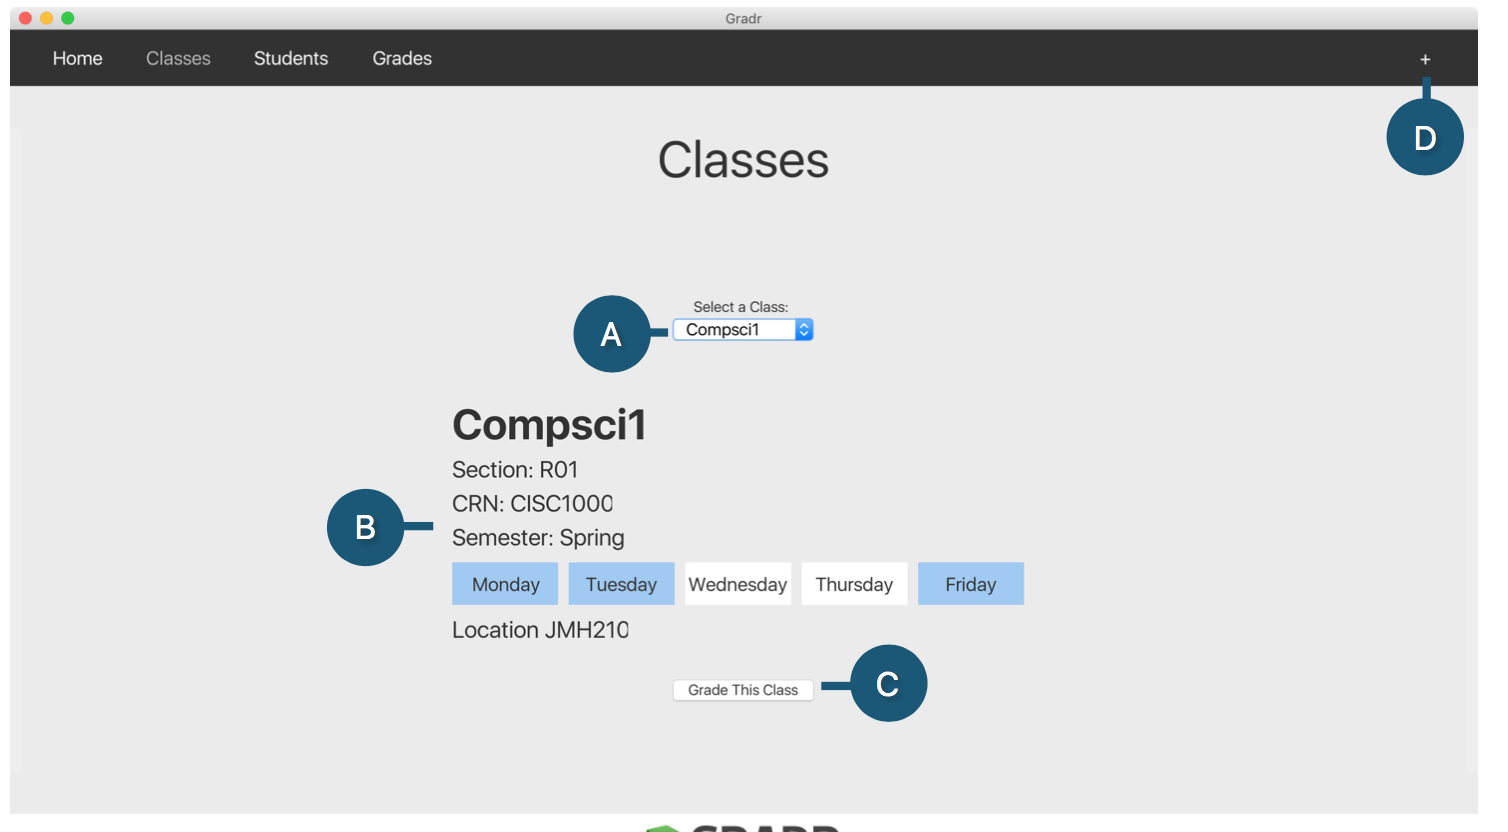 Gradr
Home Classes Students Grades +
D
Classes
Select a Class:
A
Compsci1
Compsci1
Section: R01
CRN: CISC1000
B
Semester: Spring
Monday Tuesday Wednesday Thursday Friday
Location JMH210
Grade This Class
C
GRADR